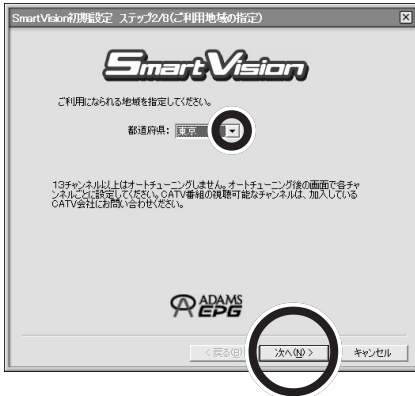 SmartVision初期設定 ステップ2/8(ご利用地域の指定)
SmartVision
ご利用になられる地域を指定してください。
都道府県: 東京
13チャンネル以上はオートチューニングしません。オートチューニング後の画面で各チャ
ンネルごとに設定してください。CATV番組の視聴可能なチャンネルは、加入している
CATV会社にお問い合わせください。
ADAMS
EPG
< 戻る(B) 次へ(N) > キャンセル